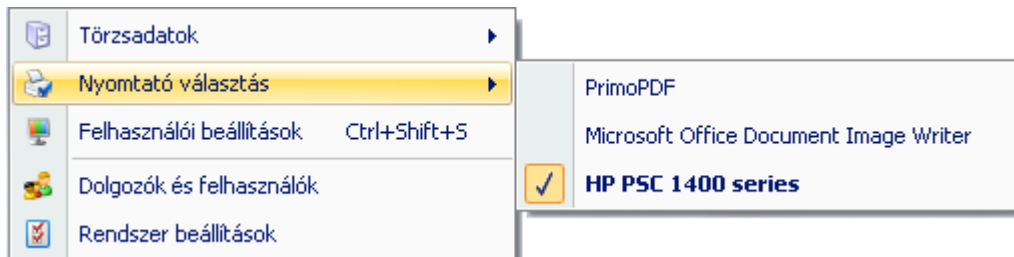 Törzsadatok
Nyomtató választás
Felhasználói beállítások Ctrl+Shift+S
Dolgozók és felhasználók
Rendszer beállítások
PrimoPDF
Microsoft Office Document Image Writer
HP PSC 1400 series